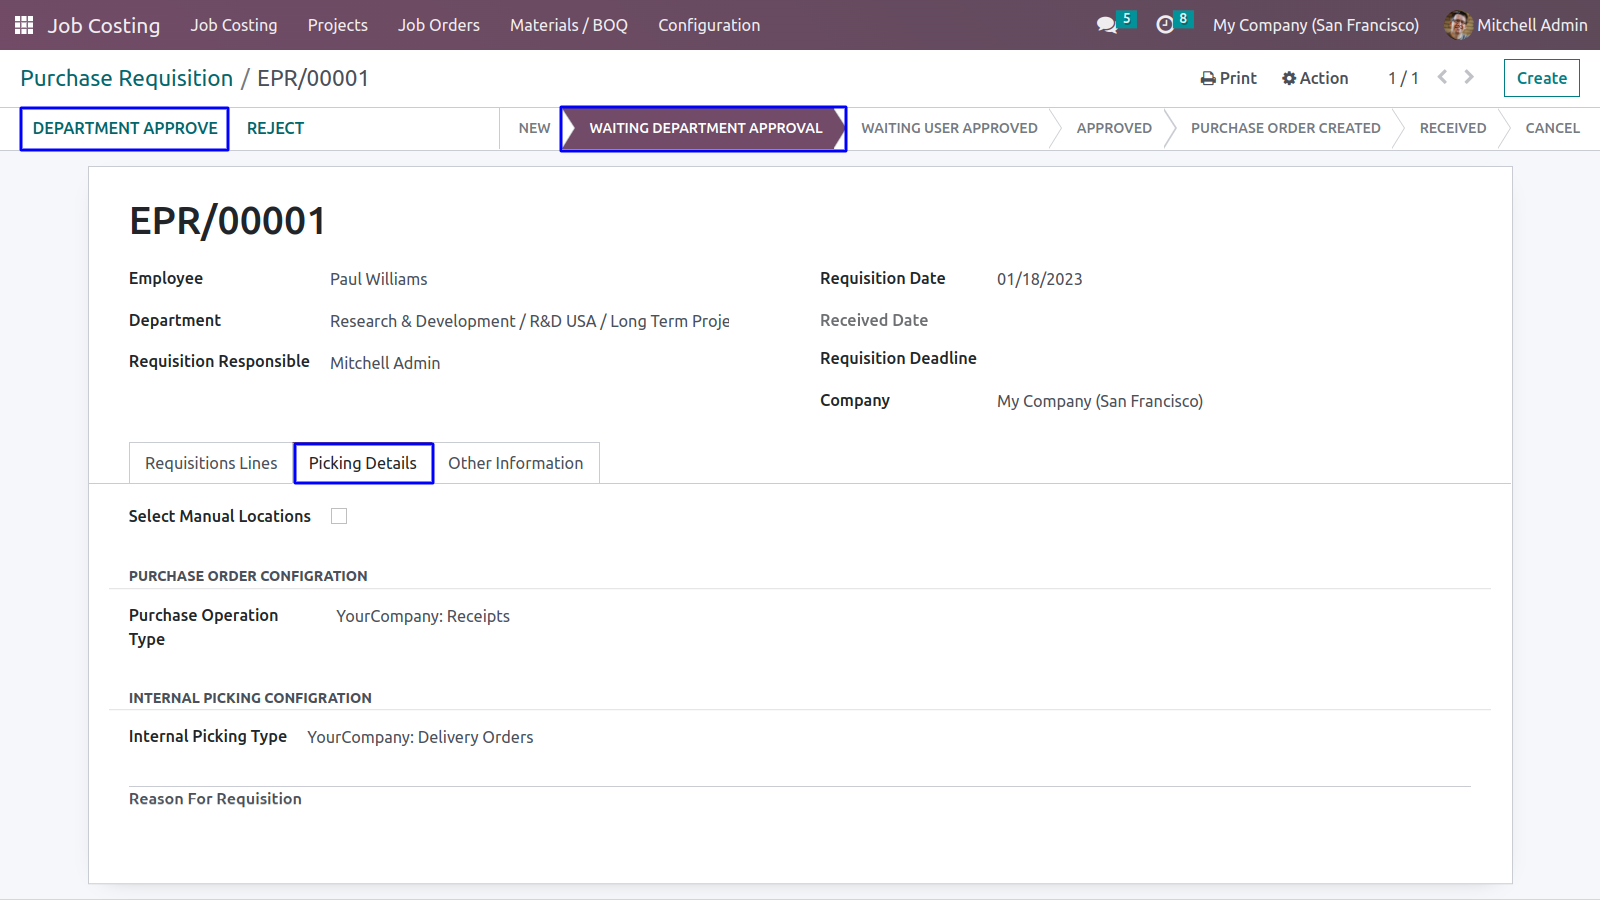 Job Costing Job Costing Projects Job Orders Materials / BOQ Configuration 5 8 My Company (San Francisco) Mitchell Admin
Purchase Requisition / EPR/00001 Print Action 1 / 1 Create
DEPARTMENT APPROVE REJECT NEW WAITING DEPARTMENT APPROVAL WAITING USER APPROVED APPROVED PURCHASE ORDER CREATED RECEIVED CANCEL
EPR/00001
Employee Paul Williams
Department Research & Development / R&D USA / Long Term Proje
Requisition Responsible Mitchell Admin
Requisition Date 01/18/2023
Received Date
Requisition Deadline
Company My Company (San Francisco)
Requisitions Lines Picking Details Other Information
Select Manual Locations
PURCHASE ORDER CONFIGRATION
Purchase Operation Type YourCompany: Receipts
INTERNAL PICKING CONFIGRATION
Internal Picking Type YourCompany: Delivery Orders
Reason For Requisition